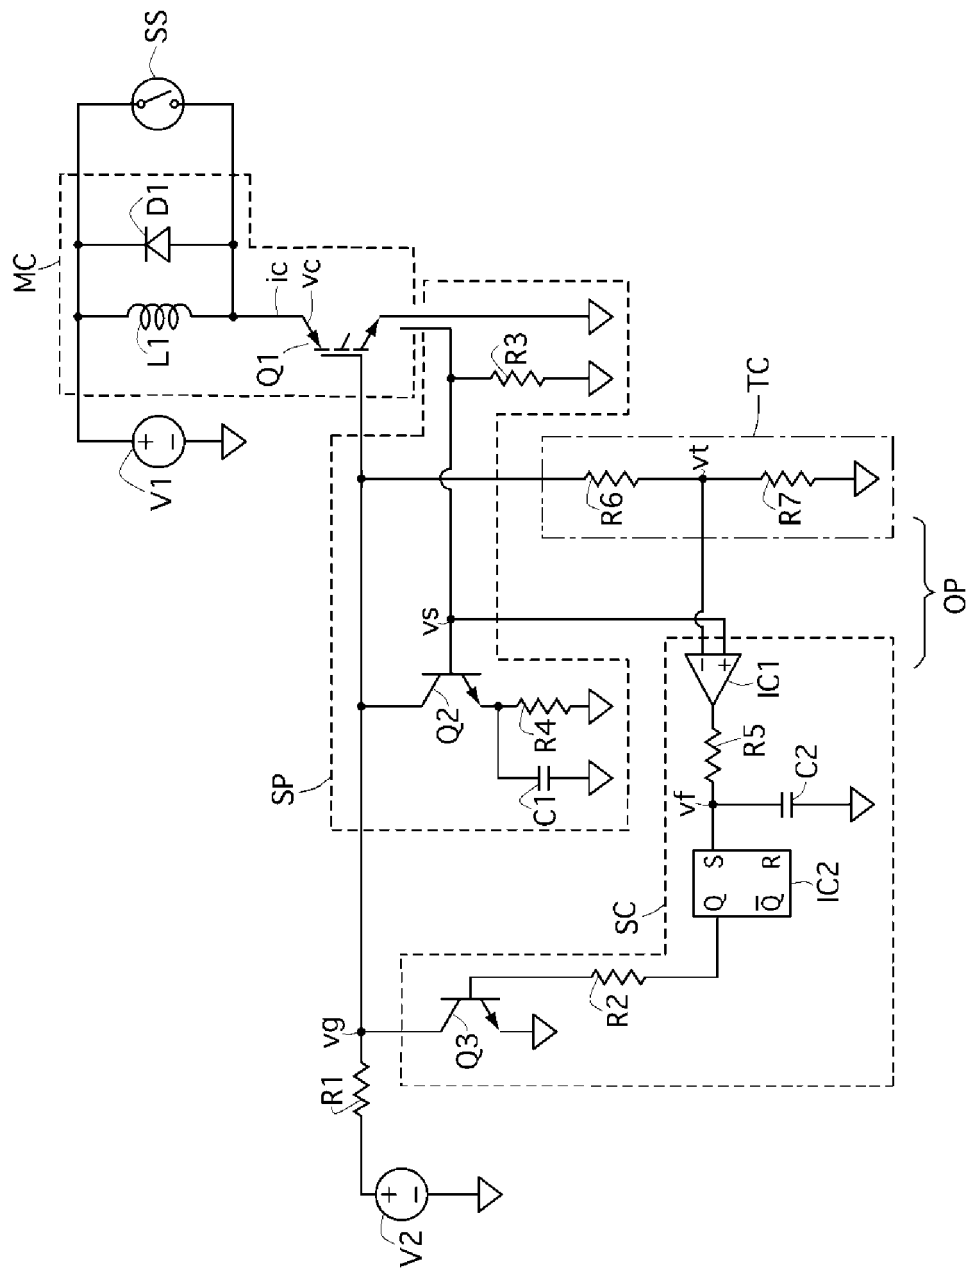 SS
MC
D1
L1
ic
vc
Q1
V1
R3
TC
R6
vt
R7
OP
vs
Q2
R4
C1
SP
IC1
R5
vf
C2
S
R
Q
Q̅
IC2
SC
R2
Q3
vg
R1
V2
+
−
+
−
−
+